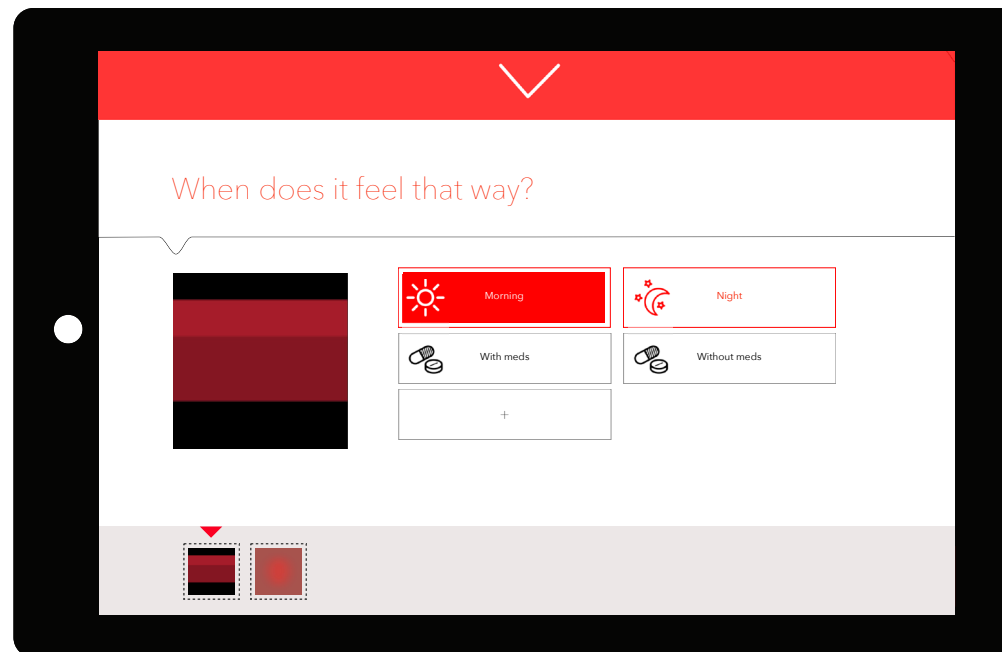 When does it feel that way?
Morning
Night
With meds
Without meds
+